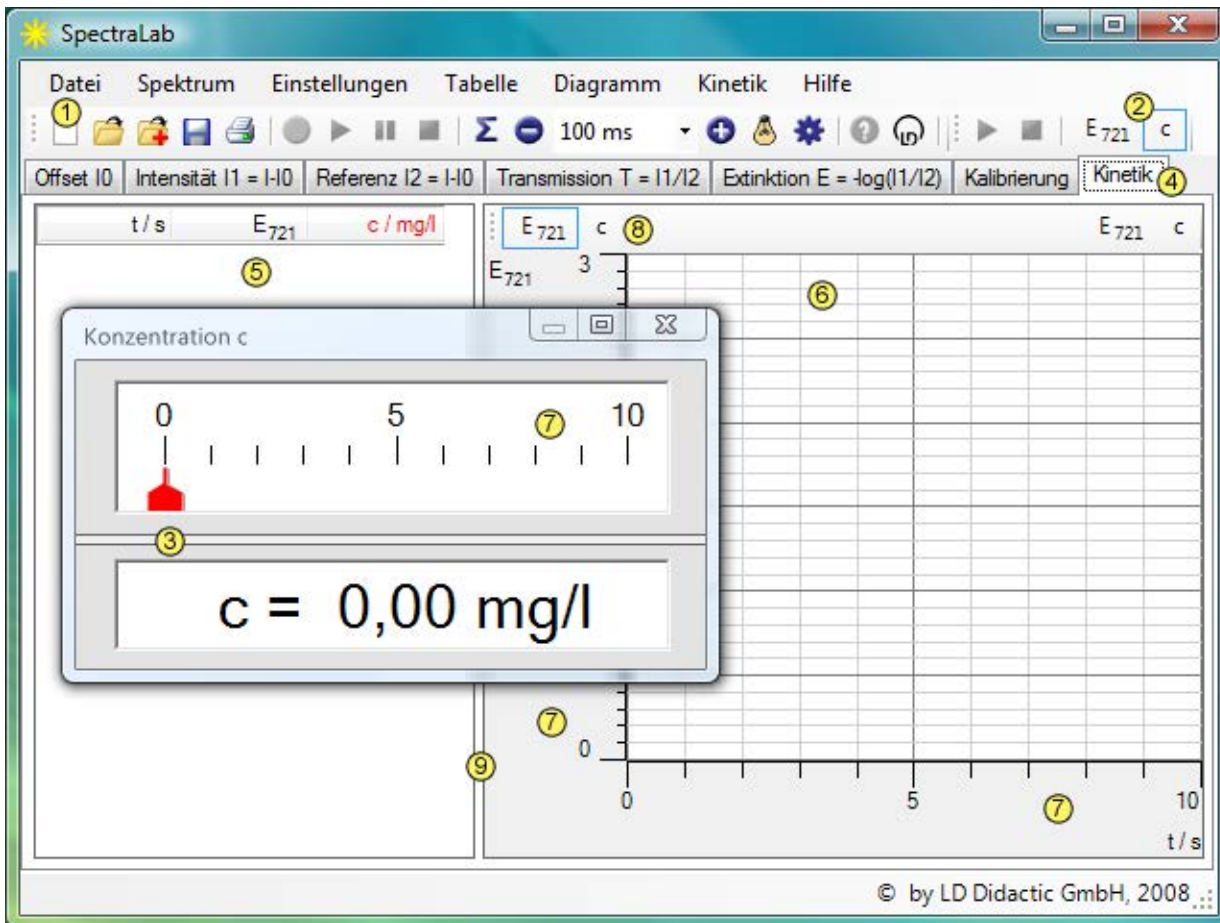 SpectraLab
Datei Spektrum Einstellungen Tabelle Diagramm Kinetik Hilfe
1 2
100 ms E721 c
Offset I0 Intensität I1 = I-I0 Referenz I2 = I-I0 Transmission T = I1/I2 Extinktion E = -log(I1/I2) Kalibrierung Kinetik 4
t / s E721 c / mg/l
5
E721 c 8 E721 c
E721 3
6
Konzentration c
0 5 7 10
3
c = 0,00 mg/l
7
0
9
0 5 7 10
t / s
© by LD Didactic GmbH, 2008